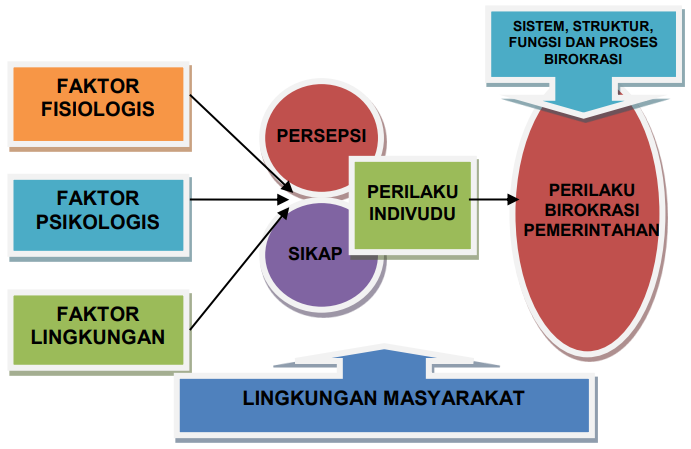 SISTEM, STRUKTUR,
FUNGSI DAN PROSES
BIROKRASI
FAKTOR
FISIOLOGIS
PERSEPSI
FAKTOR
PSIKOLOGIS
PERILAKU
INDIVUDU
PERILAKU
BIROKRASI
PEMERINTAHAN
SIKAP
FAKTOR
LINGKUNGAN
LINGKUNGAN MASYARAKAT